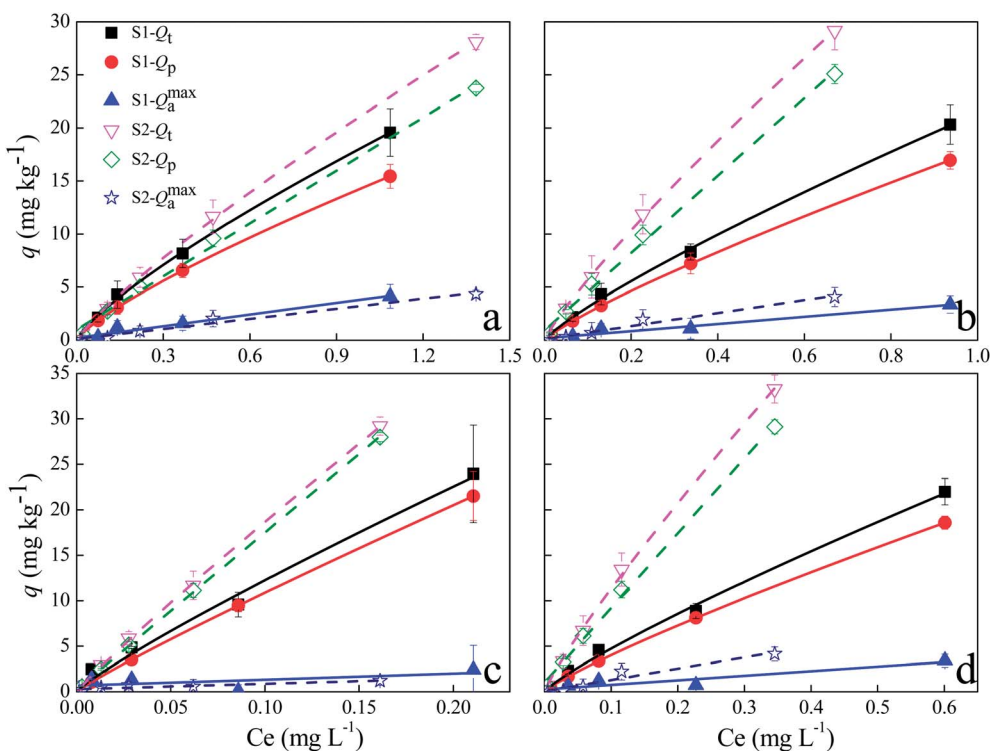 30
25
20
15
10
5
0
q (mg kg⁻¹)
S1-Qt
S1-Qp
S1-Qa^max
S2-Qt
S2-Qp
S2-Qa^max
a
0.0 0.3 0.6 0.9 1.2 1.5
b
0.0 0.2 0.4 0.6 0.8 1.0
35
30
25
20
15
10
5
0
q (mg kg⁻¹)
c
0.00 0.05 0.10 0.15 0.20
Ce (mg L⁻¹)
d
0.0 0.1 0.2 0.3 0.4 0.5 0.6
Ce (mg L⁻¹)